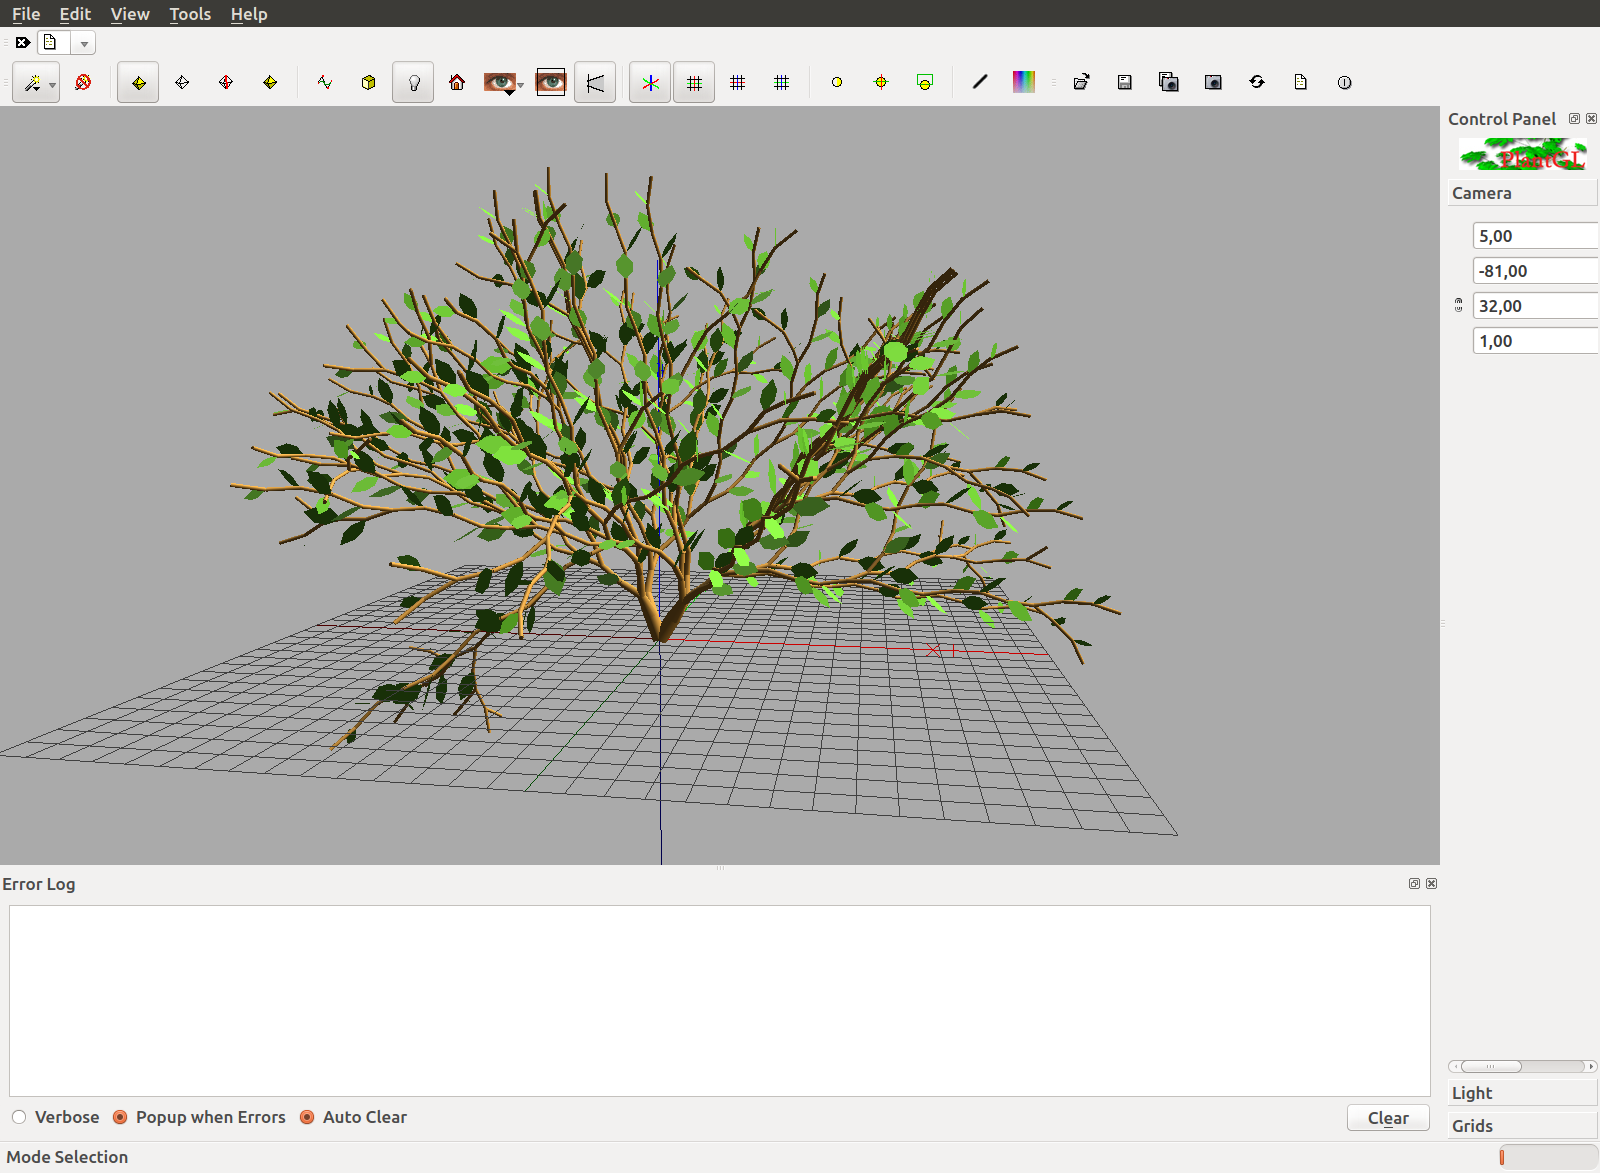 File Edit View Tools Help
Control Panel
PlantGL
Camera
5,00
-81,00
32,00
1,00
Error Log
Verbose Popup when Errors Auto Clear Clear
Light
Grids
Mode Selection